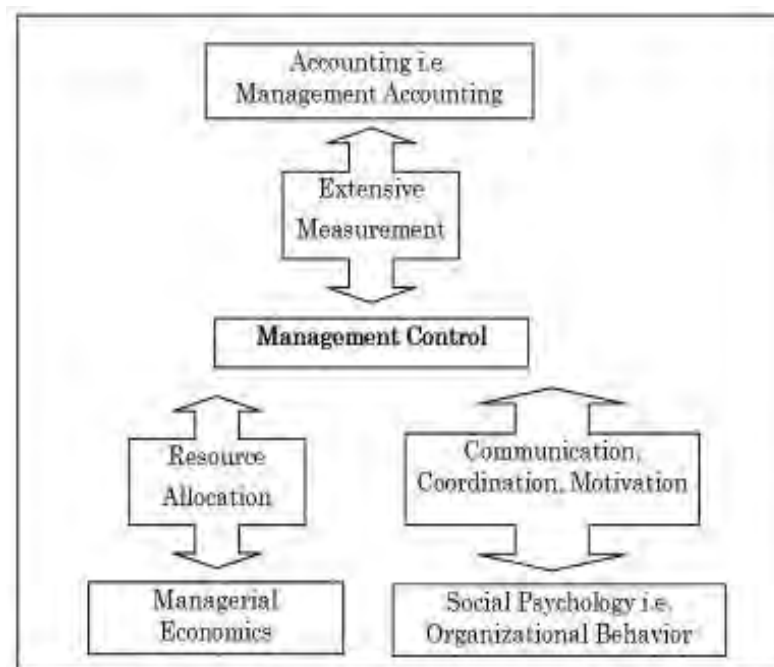 Accounting i.e.
Management Accounting
Extensive
Measurement
Management Control
Resource
Allocation
Communication,
Coordination, Motivation
Managerial
Economics
Social Psychology i.e.
Organizational Behavior